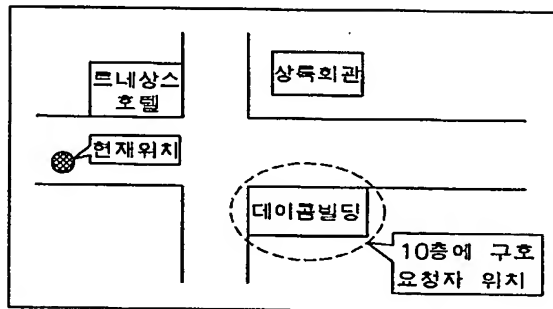 르네상스
호텔
상록회관
현재위치
데이콤빌딩
10층에 구호
요청자 위치